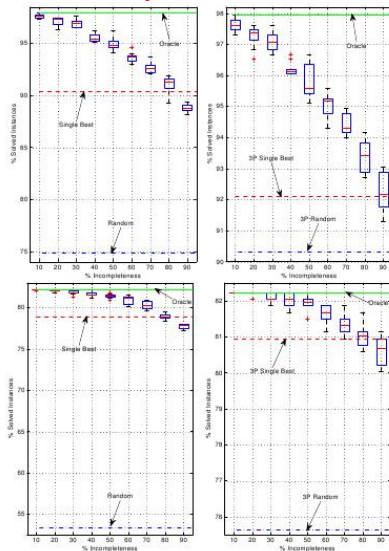 98
97
96
95
94
93
92
91
90
95
90
85
80
75
% Solved Instances
% Solved Instances
Oracle
Oracle
Single Best
3P Single Best
Random
3P Random
10 20 30 40 50 60 70 80 90
10 20 30 40 50 60 70 80 90
% Incompleteness
% Incompleteness
80
75
70
65
60
55
82
81
80
79
78
77
76
% Solved Instances
% Solved Instances
Oracle
Oracle
Single Best
3P Single Best
Random
3P Random
10 20 30 40 50 60 70 80 90
10 20 30 40 50 60 70 80 90
% Incompleteness
% Incompleteness